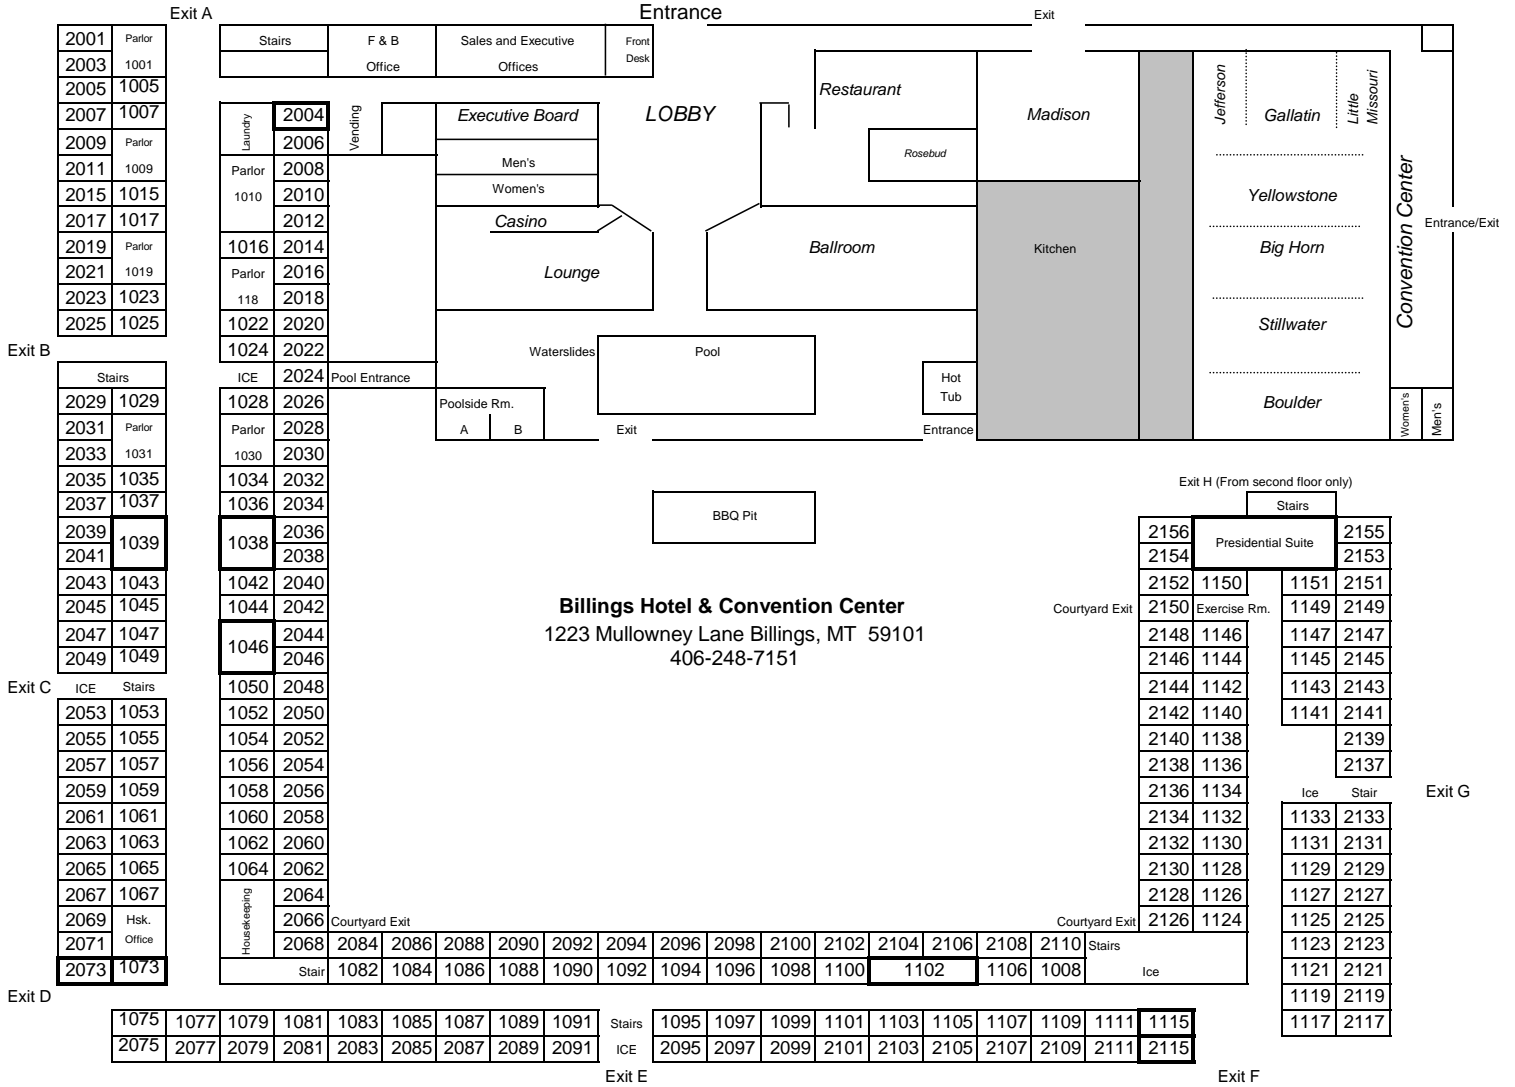 Exit A Entrance Exit
2001 Parlor Stairs F & B Sales and Executive Front
2003 1001 Office Offices Desk
2005 1005 Restaurant Jefferson Gallatin Little Missouri
2007 1007 Laundry 2004 Vending Executive Board LOBBY Madison
2009 Parlor 2006 Rosebud
2011 1009 Parlor 2008 Men's
2015 1015 1010 2010 Women's Yellowstone Convention Center
2017 1017 2012 Casino Entrance/Exit
2019 Parlor 1016 2014 Ballroom Kitchen Big Horn
2021 1019 Parlor 2016 Lounge
2023 1023 118 2018
2025 1025 1022 2020 Stillwater
Exit B 1024 2022 Waterslides Pool
Stairs ICE 2024 Pool Entrance Hot
2029 1029 1028 2026 Poolside Rm. Tub Boulder Women's Men's
2031 Parlor Parlor 2028 A B Exit Entrance
2033 1031 1030 2030
2035 1035 1034 2032 Exit H (From second floor only)
2037 1037 1036 2034 Stairs
2039 1039 1038 2036 BBQ Pit 2156 Presidential Suite 2155
2041 2038 2154 2153
2043 1043 1042 2040 2152 1150 1151 2151
2045 1045 1044 2042 Billings Hotel & Convention Center Courtyard Exit 2150 Exercise Rm. 1149 2149
2047 1047 1046 2044 1223 Mullowney Lane Billings, MT 59101 2148 1146 1147 2147
2049 1049 2046 406-248-7151 2146 1144 1145 2145
Exit C ICE Stairs 1050 2048 2144 1142 1143 2143
2053 1053 1052 2050 2142 1140 1141 2141
2055 1055 1054 2052 2140 1138 2139
2057 1057 1056 2054 2138 1136 2137
2059 1059 1058 2056 2136 1134 Ice Stair Exit G
2061 1061 1060 2058 2134 1132 1133 2133
2063 1063 1062 2060 2132 1130 1131 2131
2065 1065 1064 2062 2130 1128 1129 2129
2067 1067 Housekeeping 2064 2128 1126 1127 2127
2069 Hsk. 2066 Courtyard Exit Courtyard Exit 2126 1124 1125 2125
2071 Office 2068 2084 2086 2088 2090 2092 2094 2096 2098 2100 2102 2104 2106 2108 2110 Stairs 1123 2123
2073 1073 Stair 1082 1084 1086 1088 1090 1092 1094 1096 1098 1100 1102 1106 1008 Ice 1121 2121
Exit D 1119 2119
1075 1077 1079 1081 1083 1085 1087 1089 1091 Stairs 1095 1097 1099 1101 1103 1105 1107 1109 1111 1115 1117 2117
2075 2077 2079 2081 2083 2085 2087 2089 2091 ICE 2095 2097 2099 2101 2103 2105 2107 2109 2111 2115
Exit E Exit F